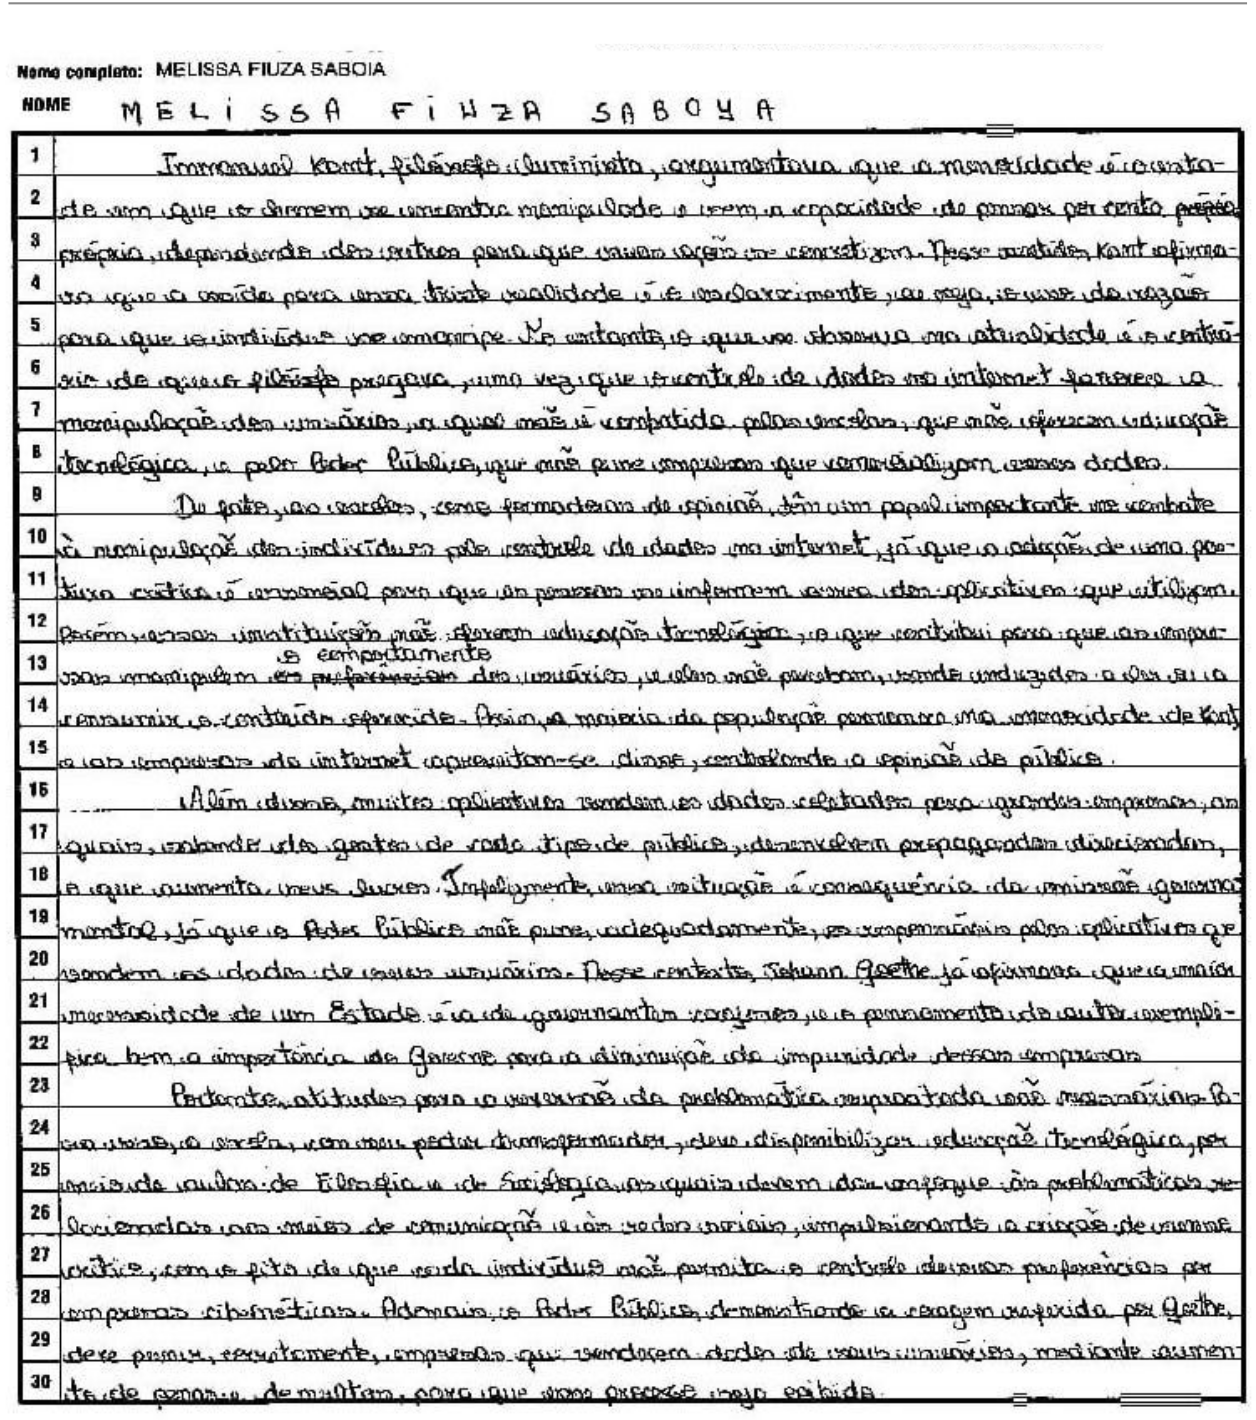 Nome completo: MELISSA FIUZA SABOIA
NOME MELISSA FIUZA SABOYA
1 Immanuel Kant, filósofo iluminista, argumentava que a menoridade é o esta-
2 do em que o homem se encontra manipulado e sem a capacidade de pensar por conta
3 própria, dependendo dos outros para que suas ações se concretizem. Nesse sentido, Kant afirma-
4 va que a saída para essa triste realidade é o esclarecimento, ou seja, o uso da razão
5 para que o indivíduo se emancipe. No entanto, o que se observa na atualidade é o contrá-
6 rio do que o filósofo pregava, uma vez que o controle de dados na internet favorece a
7 manipulação dos usuários, a qual não é combatida pelas escolas, que não oferecem educação
8 tecnológica, e pelo Poder Público, que não pune empresas que comercializam esses dados.
9 De fato, as escolas, como formadoras de opinião, têm um papel importante no combate
10 à manipulação dos indivíduos pelo controle de dados na internet, já que a adoção de uma pos-
11 tura crítica é essencial para que as pessoas se informem acerca dos aplicativos que utilizam.
12 Porém, essas instituições não oferecem educação tecnológica, o que contribui para que as empre-
13 sas manipulem o comportamento dos usuários, e eles não percebam, sendo induzidos a ler ou a
14 consumir o conteúdo oferecido. Assim, a maioria da população permanece na menoridade de Kant
15 e as empresas da internet aproveitam-se disso, controlando a opinião do público.
16 Além disso, muitos aplicativos vendem os dados coletados para grandes empresas, as
17 quais, sabendo dos gostos de cada tipo de público, desenvolvem propagandas direcionadas,
18 o que aumenta seus lucros. Infelizmente, essa situação é consequência da omissão governa
19 mental, já que o Poder Público não pune, adequadamente, os responsáveis pelos aplicativos que
20 vendem os dados de seus usuários. Nesse contexto, Johann Goethe já afirmava que a maior
21 necessidade de um Estado é a de governantes corajosos, e o pensamento do autor exempli-
22 fica bem a importância do Governo para a diminuição da impunidade dessas empresas
23 Portanto, atitudes para a reversão da problemática supracitada são necessárias. Pa-
24 ra isso, a escola, com seu poder transformador, deve disponibilizar educação tecnológica, por
25 meio de aulas de Filosofia e de Sociologia, as quais devem dar enfoque às problemáticas re-
26 lacionadas aos meios de comunicação e às redes sociais, impulsionando a criação de senso
27 crítico, com o fito de que cada indivíduo não permita o controle de suas preferências por
28 empresas cibernéticas. Ademais, o Poder Público, demonstrando a coragem referida por Goethe,
29 deve punir, corretamente, empresas que venderem dados de seus usuários, mediante aumen
30 to de penas e de multas, para que esse processo seja coibido.